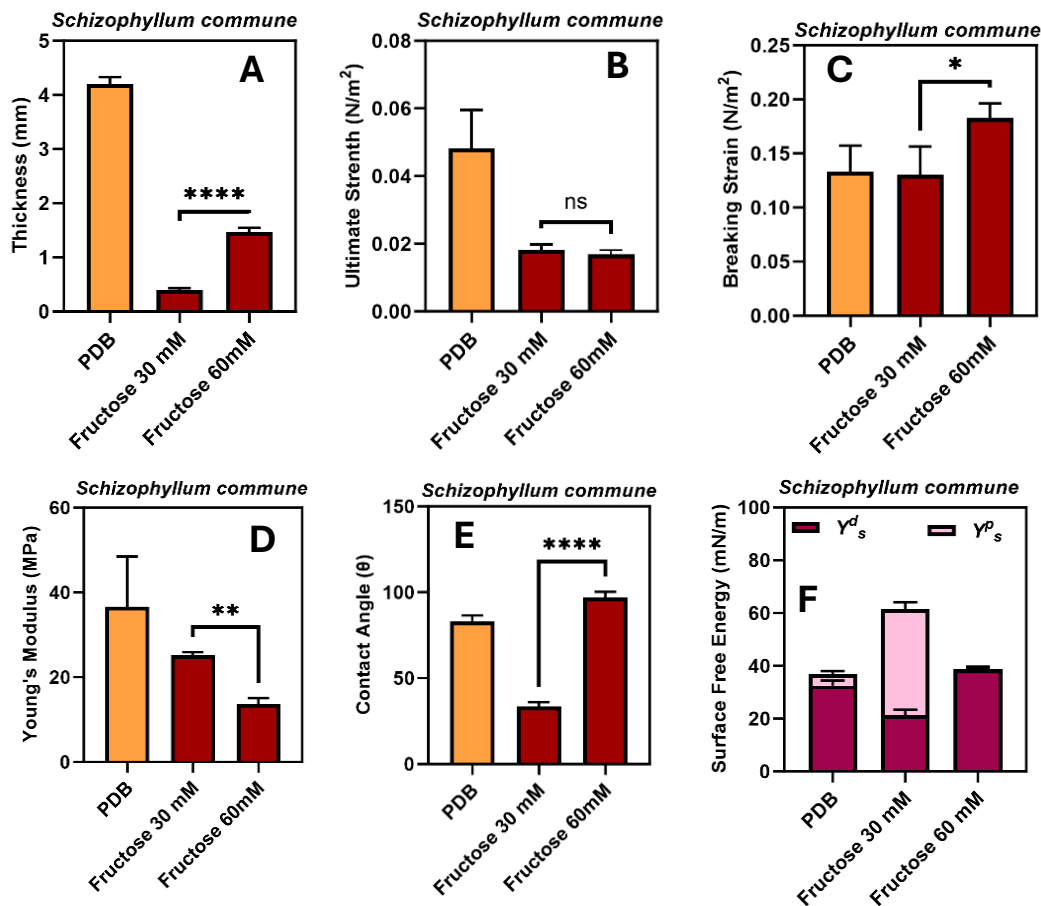 Schizophyllum commune
A
Thickness (mm)
5
4
3
2
1
0
****
PDB
Fructose 30 mM
Fructose 60mM
Schizophyllum commune
B
Ultimate Strenth (N/m²)
0.08
0.06
0.04
0.02
0.00
ns
PDB
Fructose 30 mM
Fructose 60mM
Schizophyllum commune
C
Breaking Strain (N/m²)
0.25
0.20
0.15
0.10
0.05
0.00
*
PDB
Fructose 30 mM
Fructose 60mM
Schizophyllum commune
D
Young's Modulus (MPa)
60
40
20
0
**
PDB
Fructose 30 mM
Fructose 60mM
Schizophyllum commune
E
Contact Angle (θ)
150
100
50
0
****
PDB
Fructose 30 mM
Fructose 60mM
Schizophyllum commune
Yᵈₛ
Yᵖₛ
F
Surface Free Energy (mN/m)
100
80
60
40
20
0
PDB
Fructose 30 mM
Fructose 60 mM